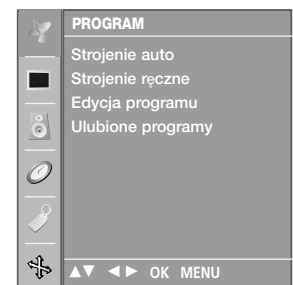 PROGRAM
Strojenie auto
Strojenie ręczne
Edycja programu
Ulubione programy
▲▼ ◄► OK MENU